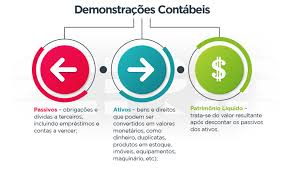 Demonstrações Contábeis
$
Passivos – obrigações e
dívidas a terceiros,
incluindo empréstimos e
contas a vencer;
Ativos – bens e direitos
que podem ser
convertidos em valores
monetários, como
dinheiro, duplicatas,
produtos em estoque,
imóveis, equipamentos,
maquinário, etc);
Patrimônio Líquido –
trata-se do valor resultante
após descontar os passivos
dos ativos.